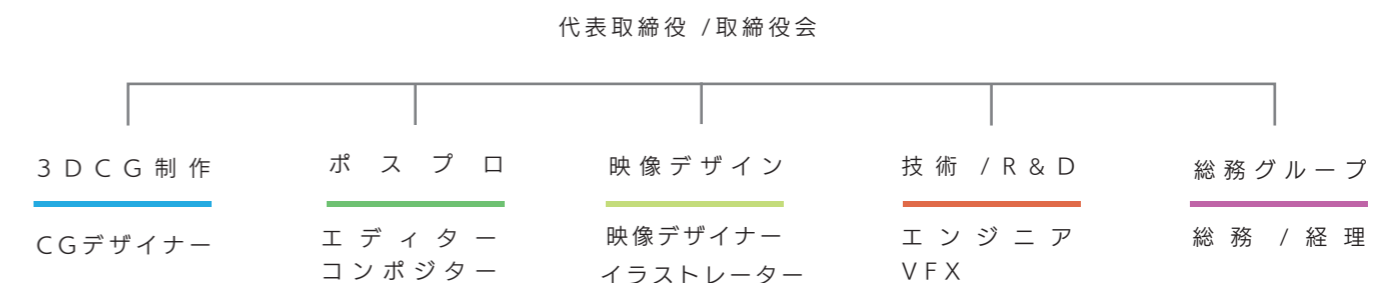 代表取締役 /取締役会
3DCG制作
ポスプロ
映像デザイン
技術 /R&D
総務グループ
CGデザイナー
エディター
コンポジター
映像デザイナー
イラストレーター
エンジニア
VFX
総務 / 経理